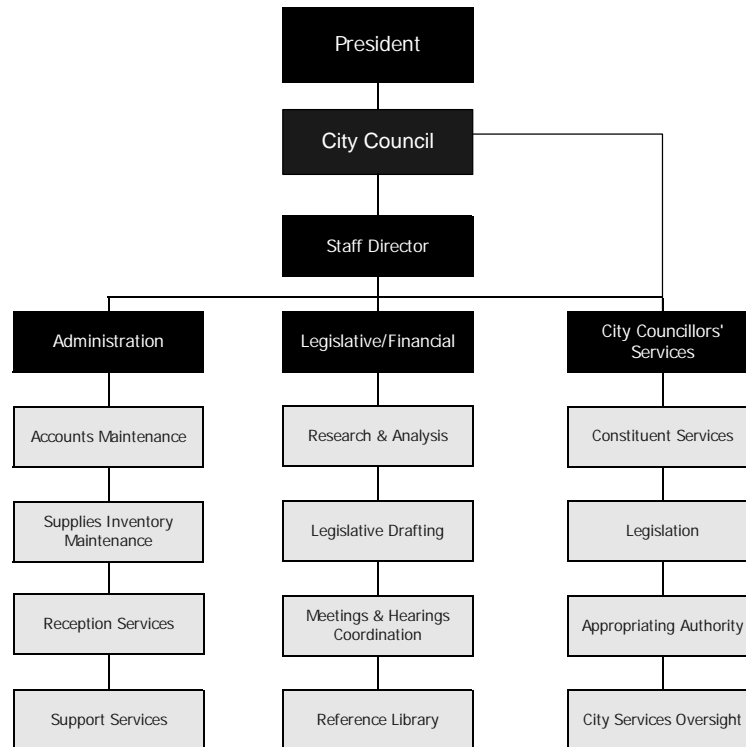 President
City Council
Staff Director
Administration
Legislative/Financial
City Councillors'
Services
Accounts Maintenance
Research & Analysis
Constituent Services
Supplies Inventory
Maintenance
Legislative Drafting
Legislation
Reception Services
Meetings & Hearings
Coordination
Appropriating Authority
Support Services
Reference Library
City Services Oversight